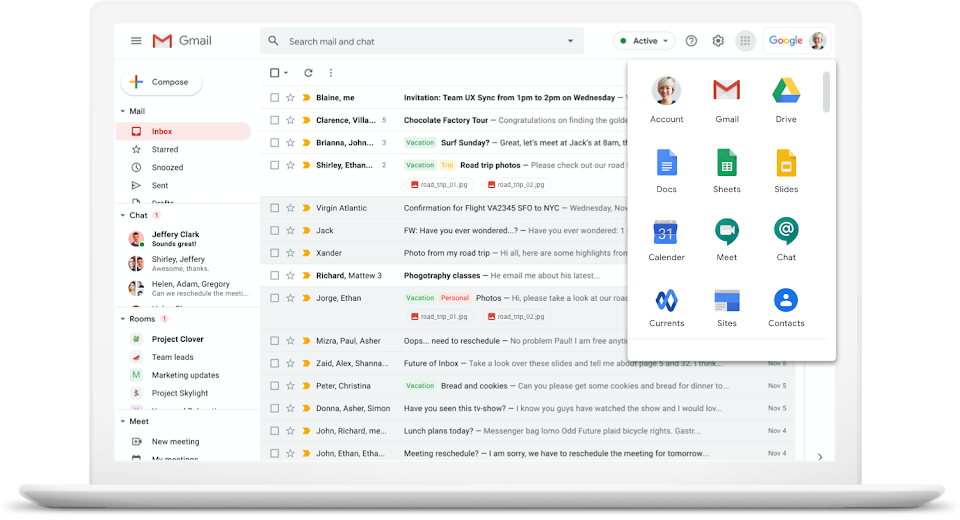 Gmail
Search mail and chat
Active
Google
Compose
Mail
Inbox
Starred
Snoozed
Sent
Drafts
Chat 1
Jeffery Clark
Sounds great!
Shirley, Jeffery
Awesome, thanks.
Helen, Adam, Gregory
Can we reschedule the meeti...
Rooms 1
Project Clover
Team leads
Marketing updates
M
Project Skylight
Meet
New meeting
My meetings
Blaine, me Invitation: Team UX Sync from 1pm to 2pm on Wednesday –
Clarence, Villa... 5 Chocolate Factory Tour – Congratulations on finding the golde
Brianna, John... 3 Vacation Surf Sunday? – Great, let's meet at Jack's at 8am, th
Shirley, Ethan... 2 Vacation Trip Road trip photos – Please check out our road
road_trip_01.jpg road_trip_02.jpg
Virgin Atlantic Confirmation for Flight VA2345 SFO to NYC – Wednesday, Nov
Jack FW: Have you ever wondered...? – Have you ever wondered: 1
Xander Photo from my road trip – Hi all, here are some highlights from
Richard, Matthew 3 Phogotraphy classes – He email me about his latest...
Jorge, Ethan Vacation Personal Photos – Hi, please take a look at our road
road_trip_01.jpg road_trip_02.jpg
Mizra, Paul, Asher Oops... need to reschedule – No problem Paul! I am free anytin
Zaid, Alex, Shanna... Future of Inbox – Take a look over these slides and tell me about page 5 and 32. I think... Nov 5
Peter, Christina Vacation Bread and cookies – Can you please get some cookies and bread for dinner to... Nov 5
Donna, Asher, Simon Have you seen this tv-show? – I know you guys have watched the show and I would lov... Nov 5
John, Richard, me... Lunch plans today? – Messenger bag lomo Odd Future plaid bicycle rights. Gastr... Nov 4
John, Ethan, Etha... Meeting reschedule? – I am sorry, we have to reschedule the meeting for tomorrow... Nov 4
Account Gmail Drive
Docs Sheets Slides
31
Calender Meet Chat
Currents Sites Contacts